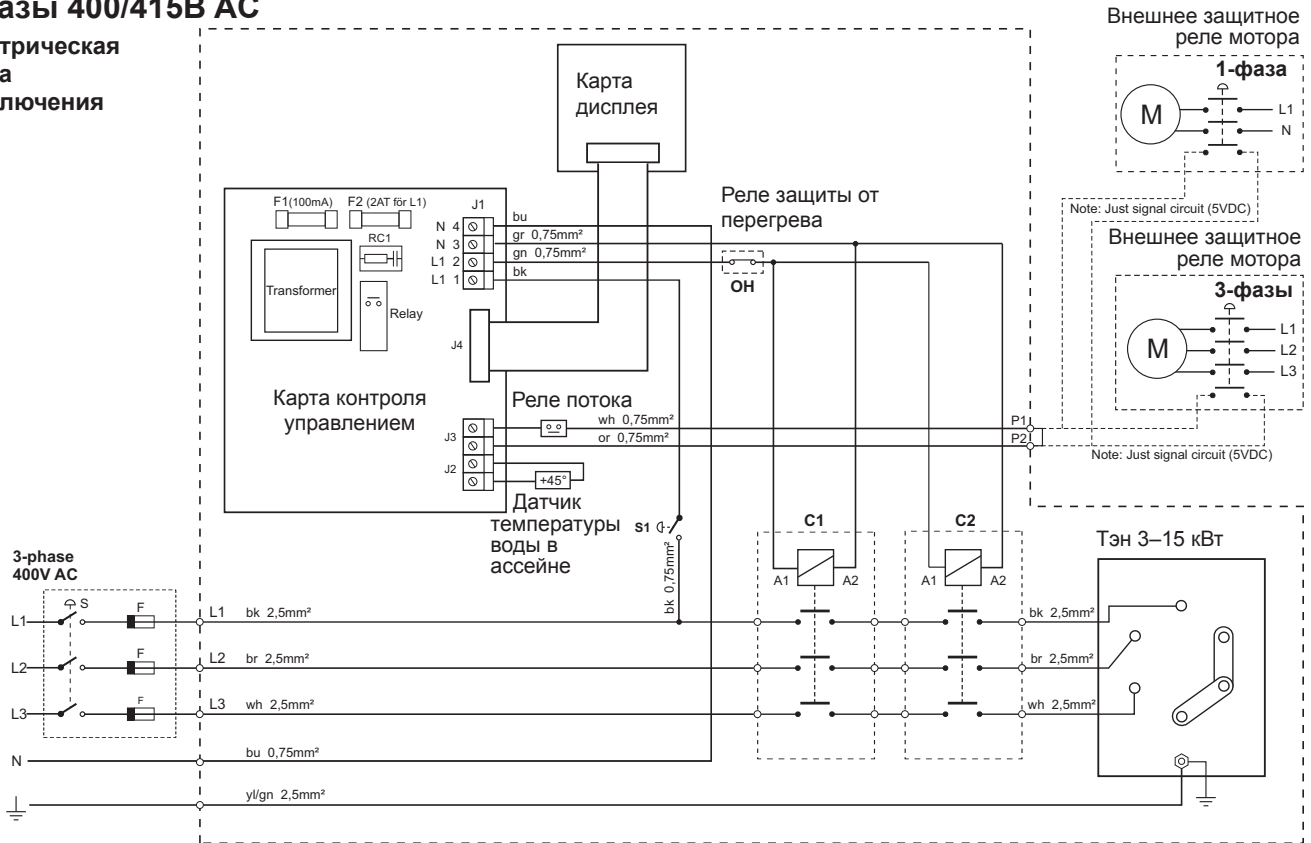 азы 400/415В AC
трическая
а
лючения
Внешнее защитное
реле мотора
1-фаза
M
L1
N
Note: Just signal circuit (5VDC)
Внешнее защитное
реле мотора
3-фазы
M
L1
L2
L3
Note: Just signal circuit (5VDC)
Карта
дисплея
F1(100mA)
F2 (2AT för L1)
J1
RC1
Transformer
Relay
N 4
N 3
L1 2
L1 1
bu
gr 0,75mm²
gn 0,75mm²
bk
Реле защиты от
перегрева
OH
J4
Карта контроля
управлением
Реле потока
J3
J2
wh 0,75mm²
or 0,75mm²
P1
P2
+45°
Датчик
температуры
воды в
ассейне
S1
bk 0,75mm²
C1
A1
A2
C2
A1
A2
Тэн 3–15 кВт
3-phase
400V AC
S
F
F
F
L1
L2
L3
N
L1 bk 2,5mm²
L2 br 2,5mm²
L3 wh 2,5mm²
bu 0,75mm²
yl/gn 2,5mm²
bk 2,5mm²
br 2,5mm²
wh 2,5mm²